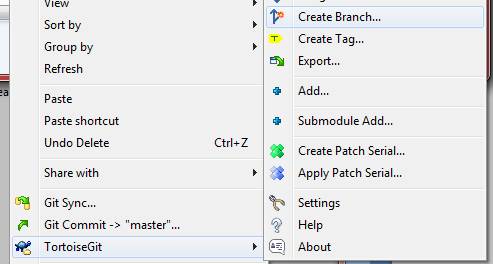 View
Sort by
Group by
Refresh
Paste
Paste shortcut
Undo Delete Ctrl+Z
Share with
Git Sync...
Git Commit -> "master"...
TortoiseGit
Create Branch...
Create Tag...
Export...
Add...
Submodule Add...
Create Patch Serial...
Apply Patch Serial...
Settings
Help
About